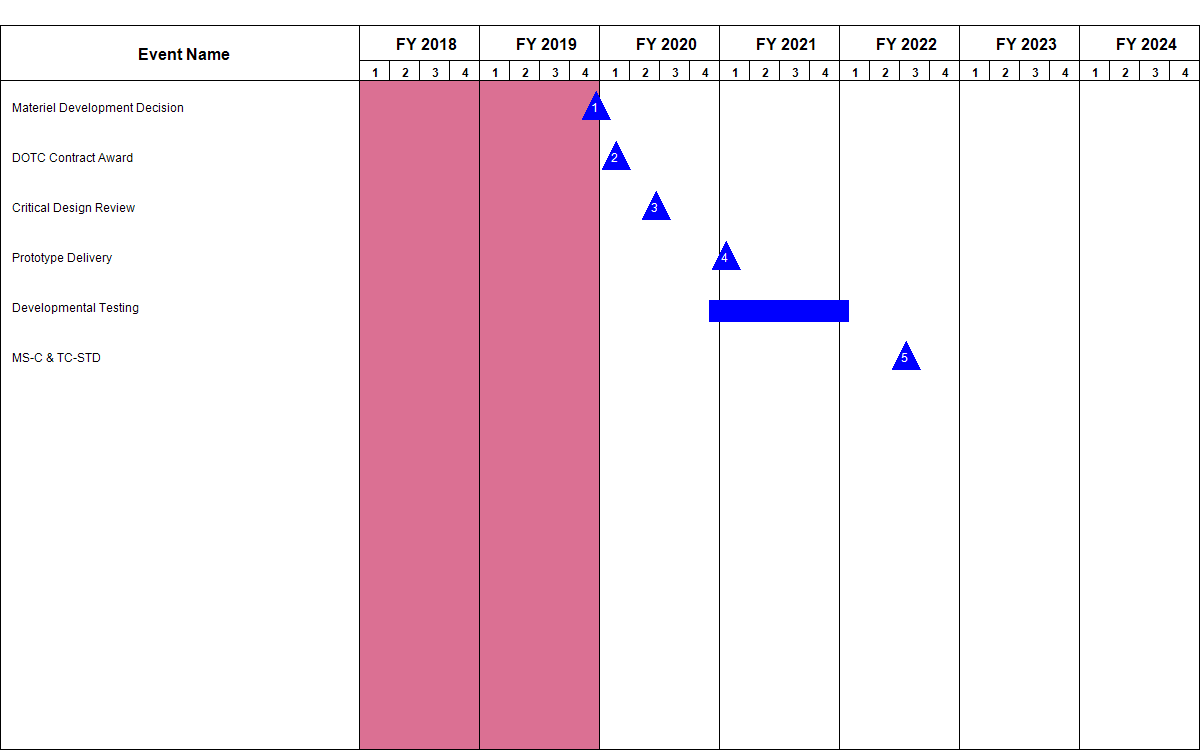 Event Name FY 2018 FY 2019 FY 2020 FY 2021 FY 2022 FY 2023 FY 2024
1 2 3 4 1 2 3 4 1 2 3 4 1 2 3 4 1 2 3 4 1 2 3 4 1 2 3 4
Materiel Development Decision 1
DOTC Contract Award 2
Critical Design Review 3
Prototype Delivery 4
Developmental Testing
MS-C & TC-STD 5